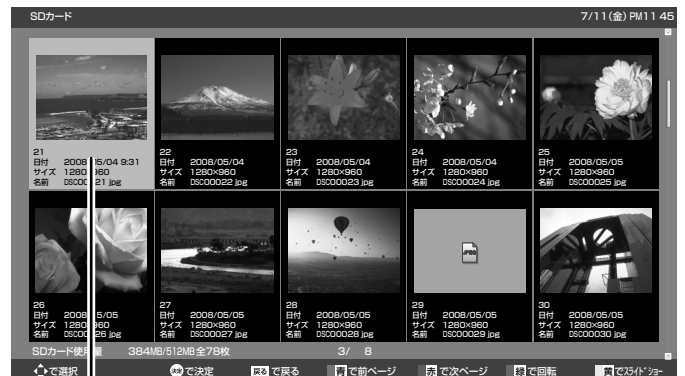 SDカード 7/11(金) PM11 45
21
日付 2008/05/04 9:31
サイズ 1280×960
名前 DSC00021 jpg
22
日付 2008/05/04
サイズ 1280×960
名前 DSC00022 jpg
23
日付 2008/05/04
サイズ 1280×960
名前 DSC00023 jpg
24
日付 2008/05/04
サイズ 1280×960
名前 DSC00024 jpg
25
日付 2008/05/05
サイズ 1280×960
名前 DSC00025 jpg
26
日付 2008/05/05
サイズ 1280×960
名前 DSC00026 jpg
27
日付 2008/05/05
サイズ 1280×960
名前 DSC00027 jpg
28
日付 2008/05/05
サイズ 1280×960
名前 DSC00028 jpg
JPEG
29
日付 2008/05/05
サイズ 1280×960
名前 DSC00029 jpg
30
日付 2008/05/05
サイズ 1280×960
名前 DSC00030 jpg
SDカード使用量 384MB/512MB 全78枚 3/ 8
で選択 決定 で決定 戻る で戻る 青 で前ページ 赤 で次ページ 緑 で回転 黄 でスライドショー